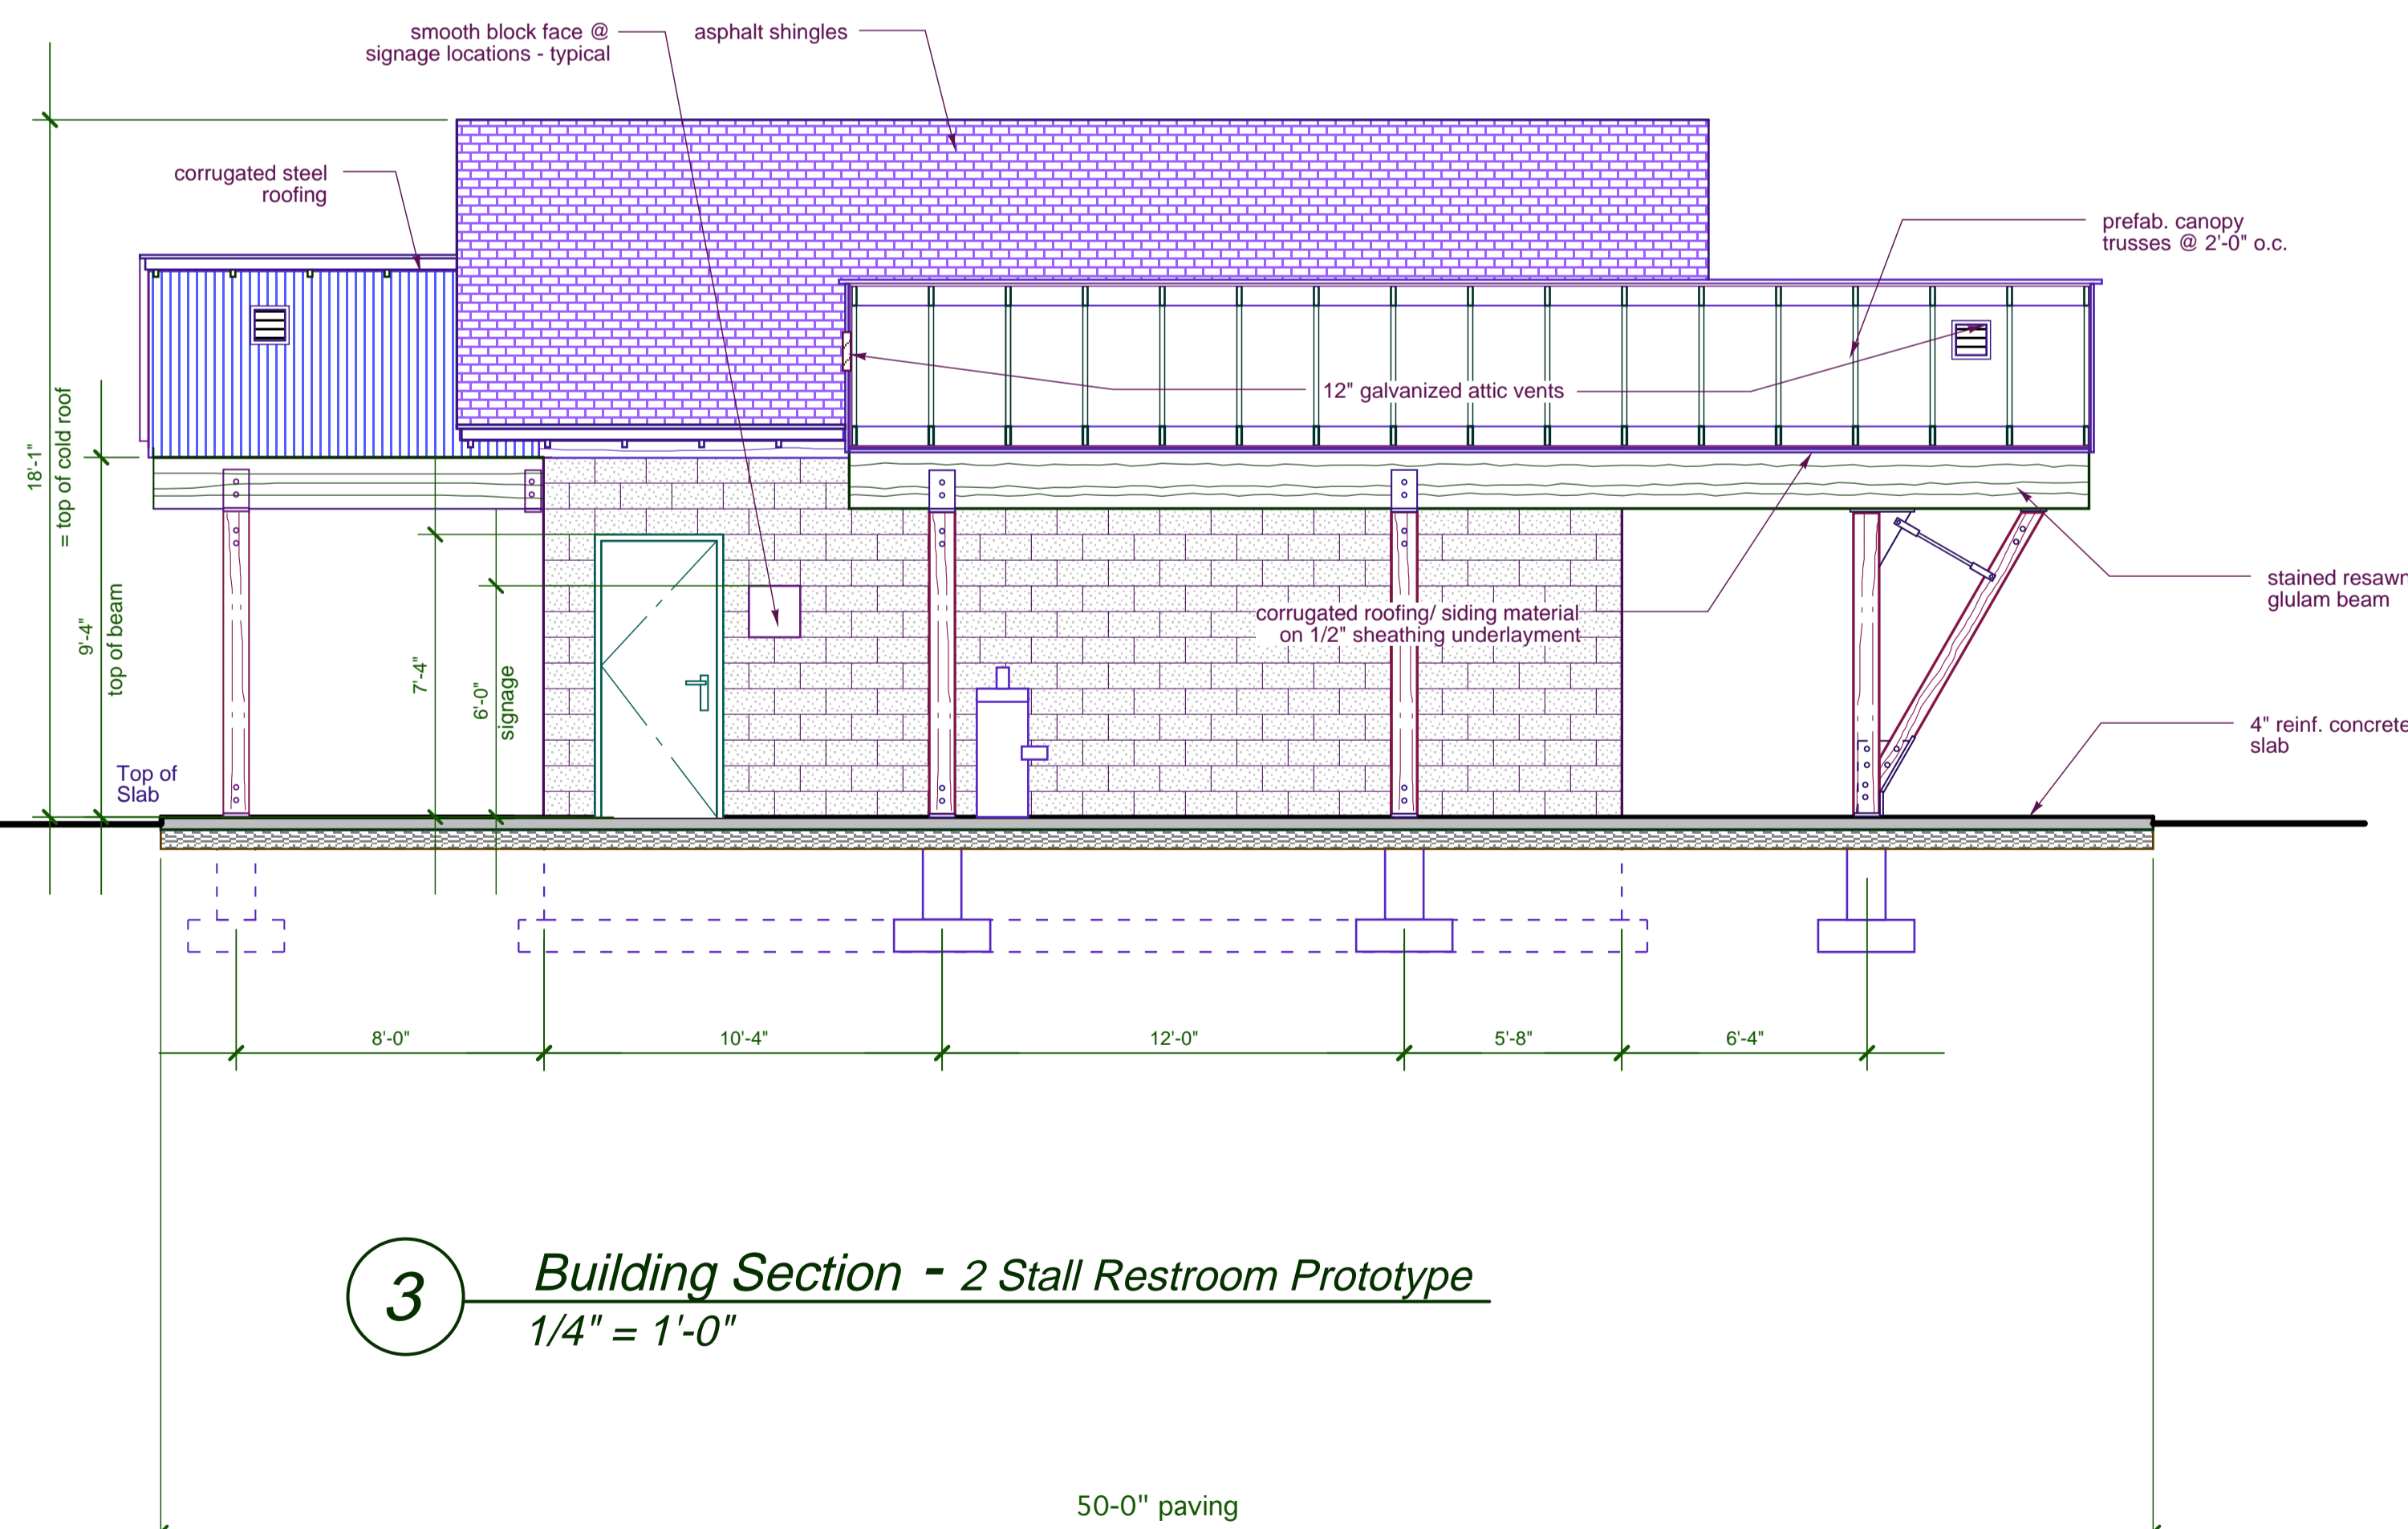 smooth block face @
signage locations - typical
asphalt shingles
corrugated steel
roofing
prefab. canopy
trusses @ 2'-0" o.c.
12" galvanized attic vents
18'-1"
= top of cold roof
9'-4"
top of beam
7'-4"
6'-0"
signage
corrugated roofing/ siding material
on 1/2" sheathing underlayment
stained resawn
glulam beam
4" reinf. concrete
slab
Top of
Slab
8'-0"
10'-4"
12'-0"
5'-8"
6'-4"
3
Building Section - 2 Stall Restroom Prototype
1/4" = 1'-0"
50-0" paving